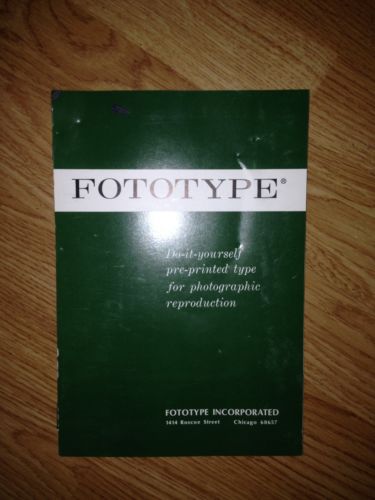 FOTOTYPE®
Do-it-yourself
pre-printed type
for photographic
reproduction
FOTOTYPE INCORPORATED
1414 Roscoe Street Chicago 60657